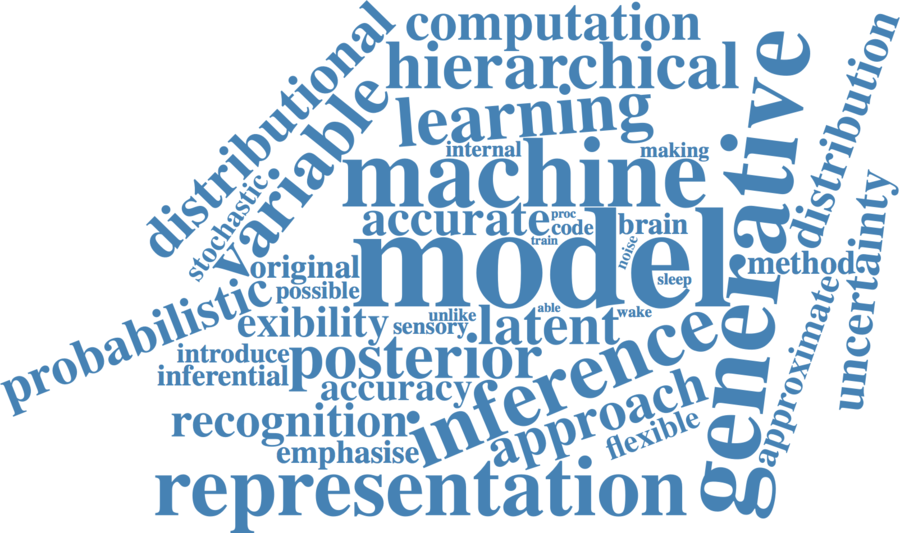 computation
hierarchical
distributional
variable
learning
internal
making
machine
stochastic
accurate
proc
code
brain
train
noise
model
generative
distribution
uncertainty
method
original
possible
sleep
probabilistic
exibility
sensory
unlike
able
wake
latent
introduce
inferential
posterior
accuracy
inference
approximate
recognition
approach
flexible
emphasise
representation